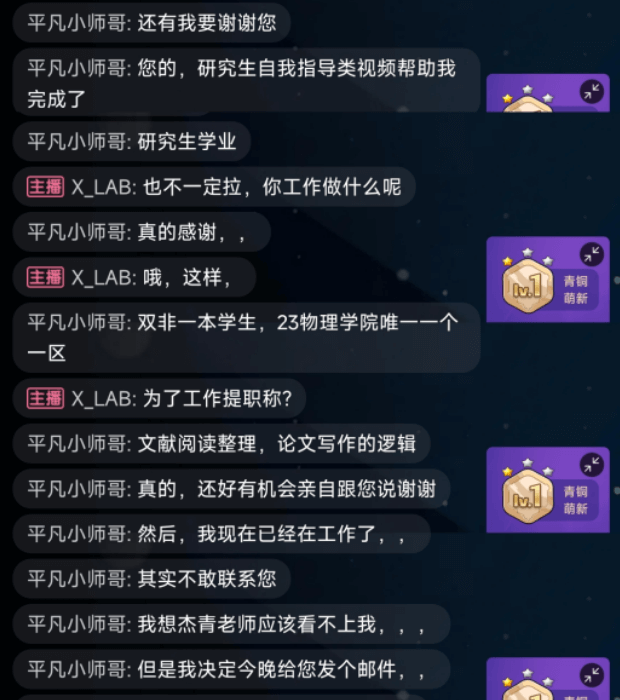 平凡小师哥: 还有我要谢谢您
平凡小师哥: 您的，研究生自我指导类视频帮助我
完成了
平凡小师哥: 研究生学业
主播 X_LAB: 也不一定拉，你工作做什么呢
平凡小师哥: 真的感谢，，
主播 X_LAB: 哦，这样，
lv.1 青铜
萌新
平凡小师哥: 双非一本学生，23物理学院唯一一个
一区
主播 X_LAB: 为了工作提职称?
平凡小师哥: 文献阅读整理，论文写作的逻辑
平凡小师哥: 真的，还好有机会亲自跟您说谢谢
lv.1 青铜
萌新
平凡小师哥: 然后，我现在已经在工作了，，
平凡小师哥: 其实不敢联系您
平凡小师哥: 我想杰青老师应该看不上我，，，
平凡小师哥: 但是我决定今晚给您发个邮件，，